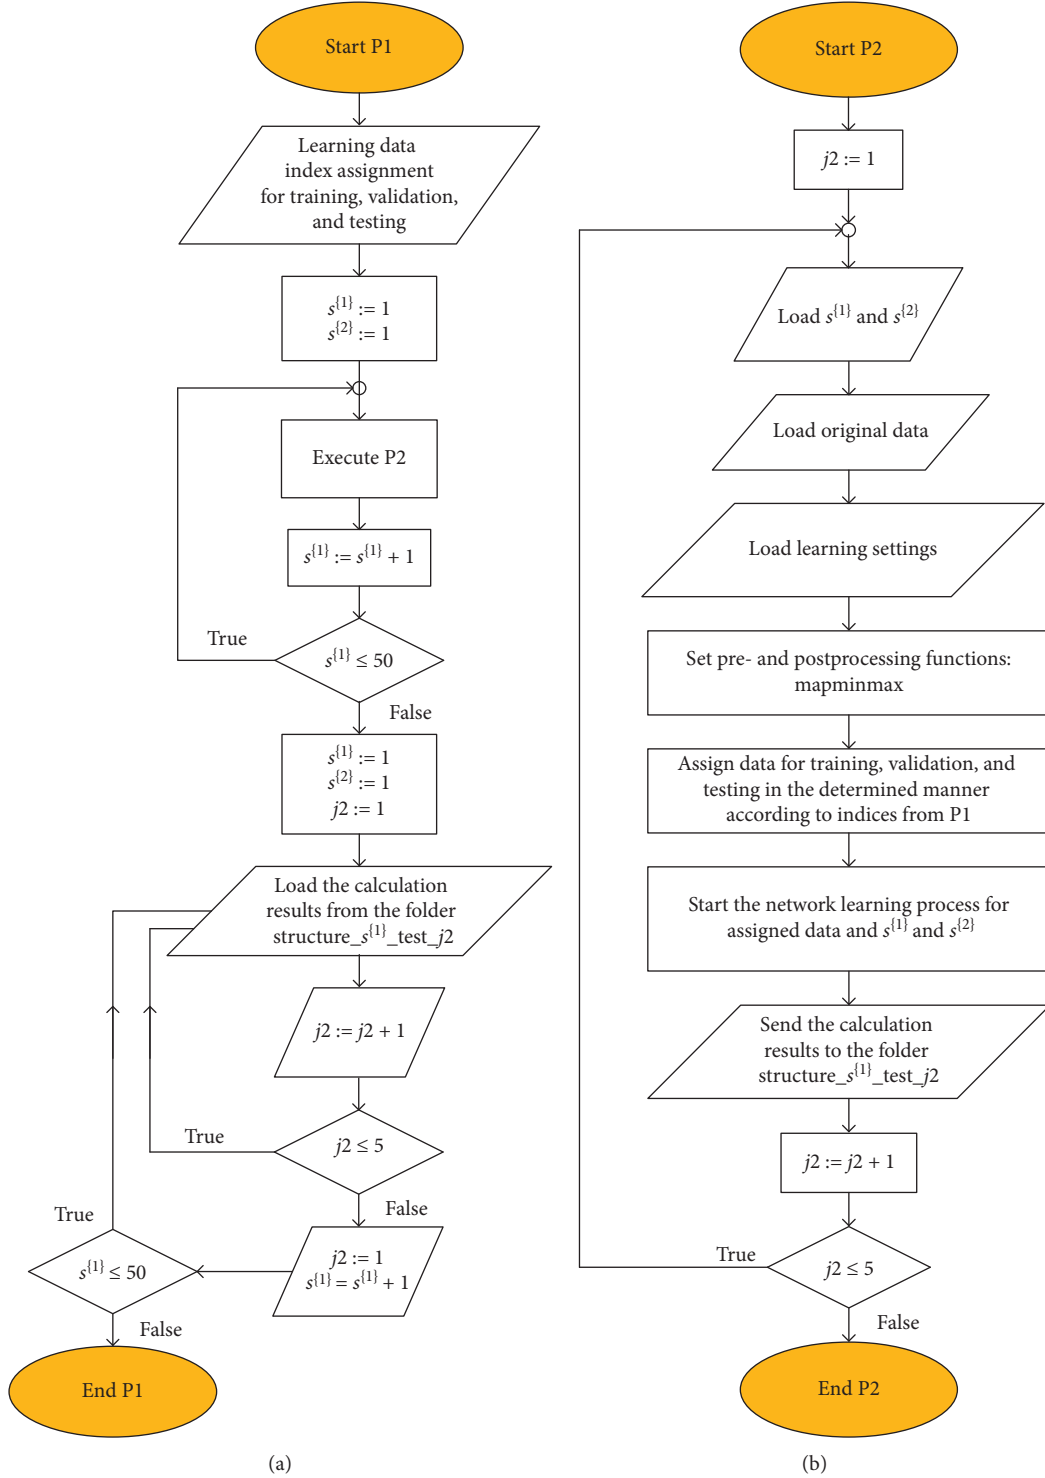 Start P1
Learning data
index assignment
for training, validation,
and testing
s{1} := 1
s{2} := 1
Execute P2
s{1} := s{1} + 1
True
s{1} ≤ 50
False
s{1} := 1
s{2} := 1
j2 := 1
Load the calculation
results from the folder
structure_s{1}_test_j2
j2 := j2 + 1
True
j2 ≤ 5
False
j2 := 1
s{1} = s{1} + 1
True
s{1} ≤ 50
False
End P1
(a)
Start P2
j2 := 1
Load s{1} and s{2}
Load original data
Load learning settings
Set pre- and postprocessing functions:
mapminmax
Assign data for training, validation, and
testing in the determined manner
according to indices from P1
Start the network learning process for
assigned data and s{1} and s{2}
Send the calculation
results to the folder
structure_s{1}_test_j2
j2 := j2 + 1
True
j2 ≤ 5
False
End P2
(b)